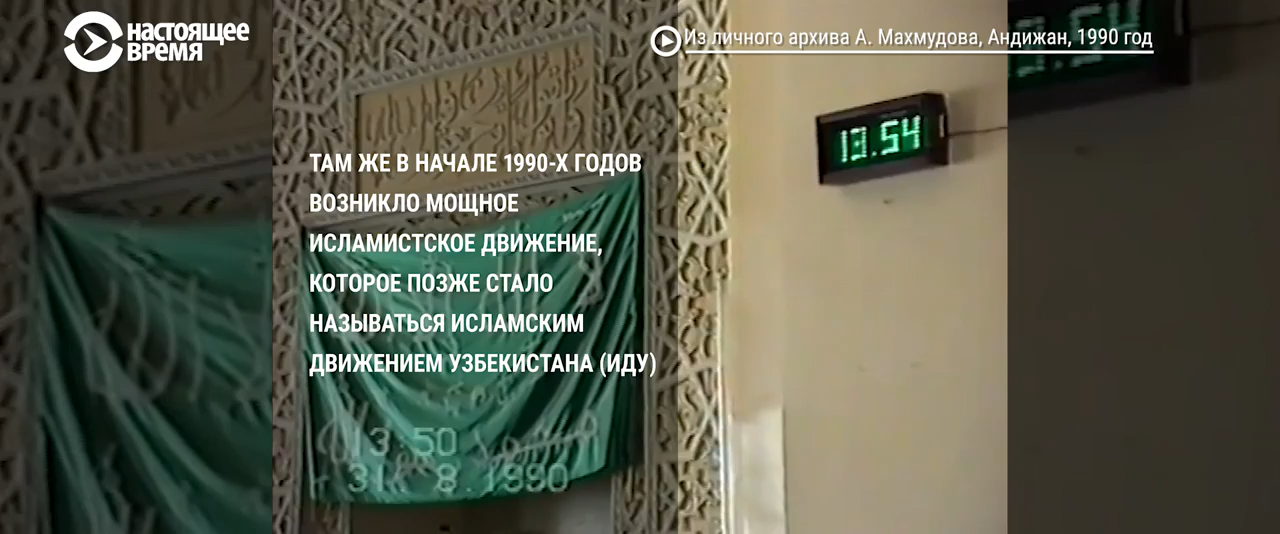 НАСТОЯЩЕЕ
ВРЕМЯ
Из личного архива А. Махмудова, Андижан, 1990 год
13.54
ТАМ ЖЕ В НАЧАЛЕ 1990-Х ГОДОВ
ВОЗНИКЛО МОЩНОЕ
ИСЛАМИСТСКОЕ ДВИЖЕНИЕ,
КОТОРОЕ ПОЗЖЕ СТАЛО
НАЗЫВАТЬСЯ ИСЛАМСКИМ
ДВИЖЕНИЕМ УЗБЕКИСТАНА (ИДУ)
13:50
31. 8.1990